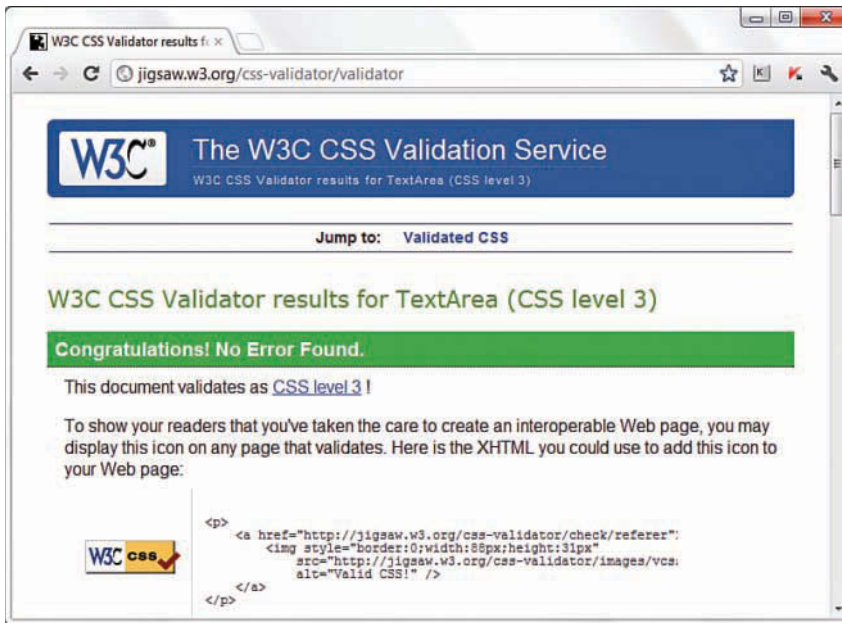 W3C CSS Validator results f
jigsaw.w3.org/css-validator/validator
W3C®
The W3C CSS Validation Service
W3C CSS Validator results for TextArea (CSS level 3)
Jump to: Validated CSS
W3C CSS Validator results for TextArea (CSS level 3)
Congratulations! No Error Found.
This document validates as CSS level 3 !
To show your readers that you've taken the care to create an interoperable Web page, you may
display this icon on any page that validates. Here is the XHTML you could use to add this icon to
your Web page:
W3C css
<p>
<a href="http://jigsaw.w3.org/css-validator/check/referer"
<img style="border:0;width:88px;height:31px"
src="http://jigsaw.w3.org/css-validator/images/vcs
alt="Valid CSS!" />
</a>
</p>